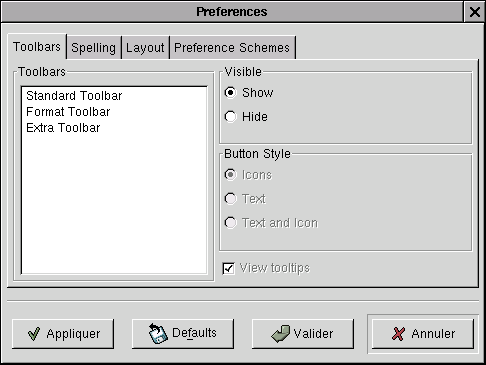 Preferences
Toolbars Spelling Layout Preference Schemes
Toolbars
Standard Toolbar
Format Toolbar
Extra Toolbar
Visible
Show
Hide
Button Style
Icons
Text
Text and Icon
View tooltips
Appliquer Defaults Valider Annuler